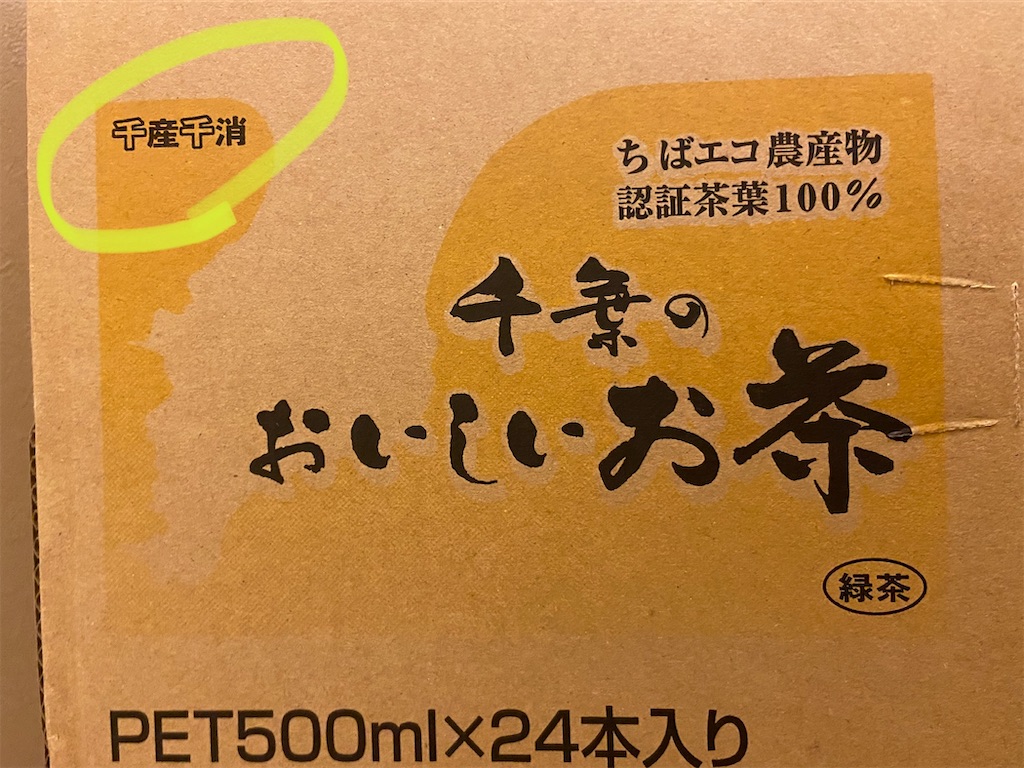 千産千消
ちばエコ農産物
認証茶葉100%
千葉の
おいしいお茶
緑茶
PET500ml×24本入り